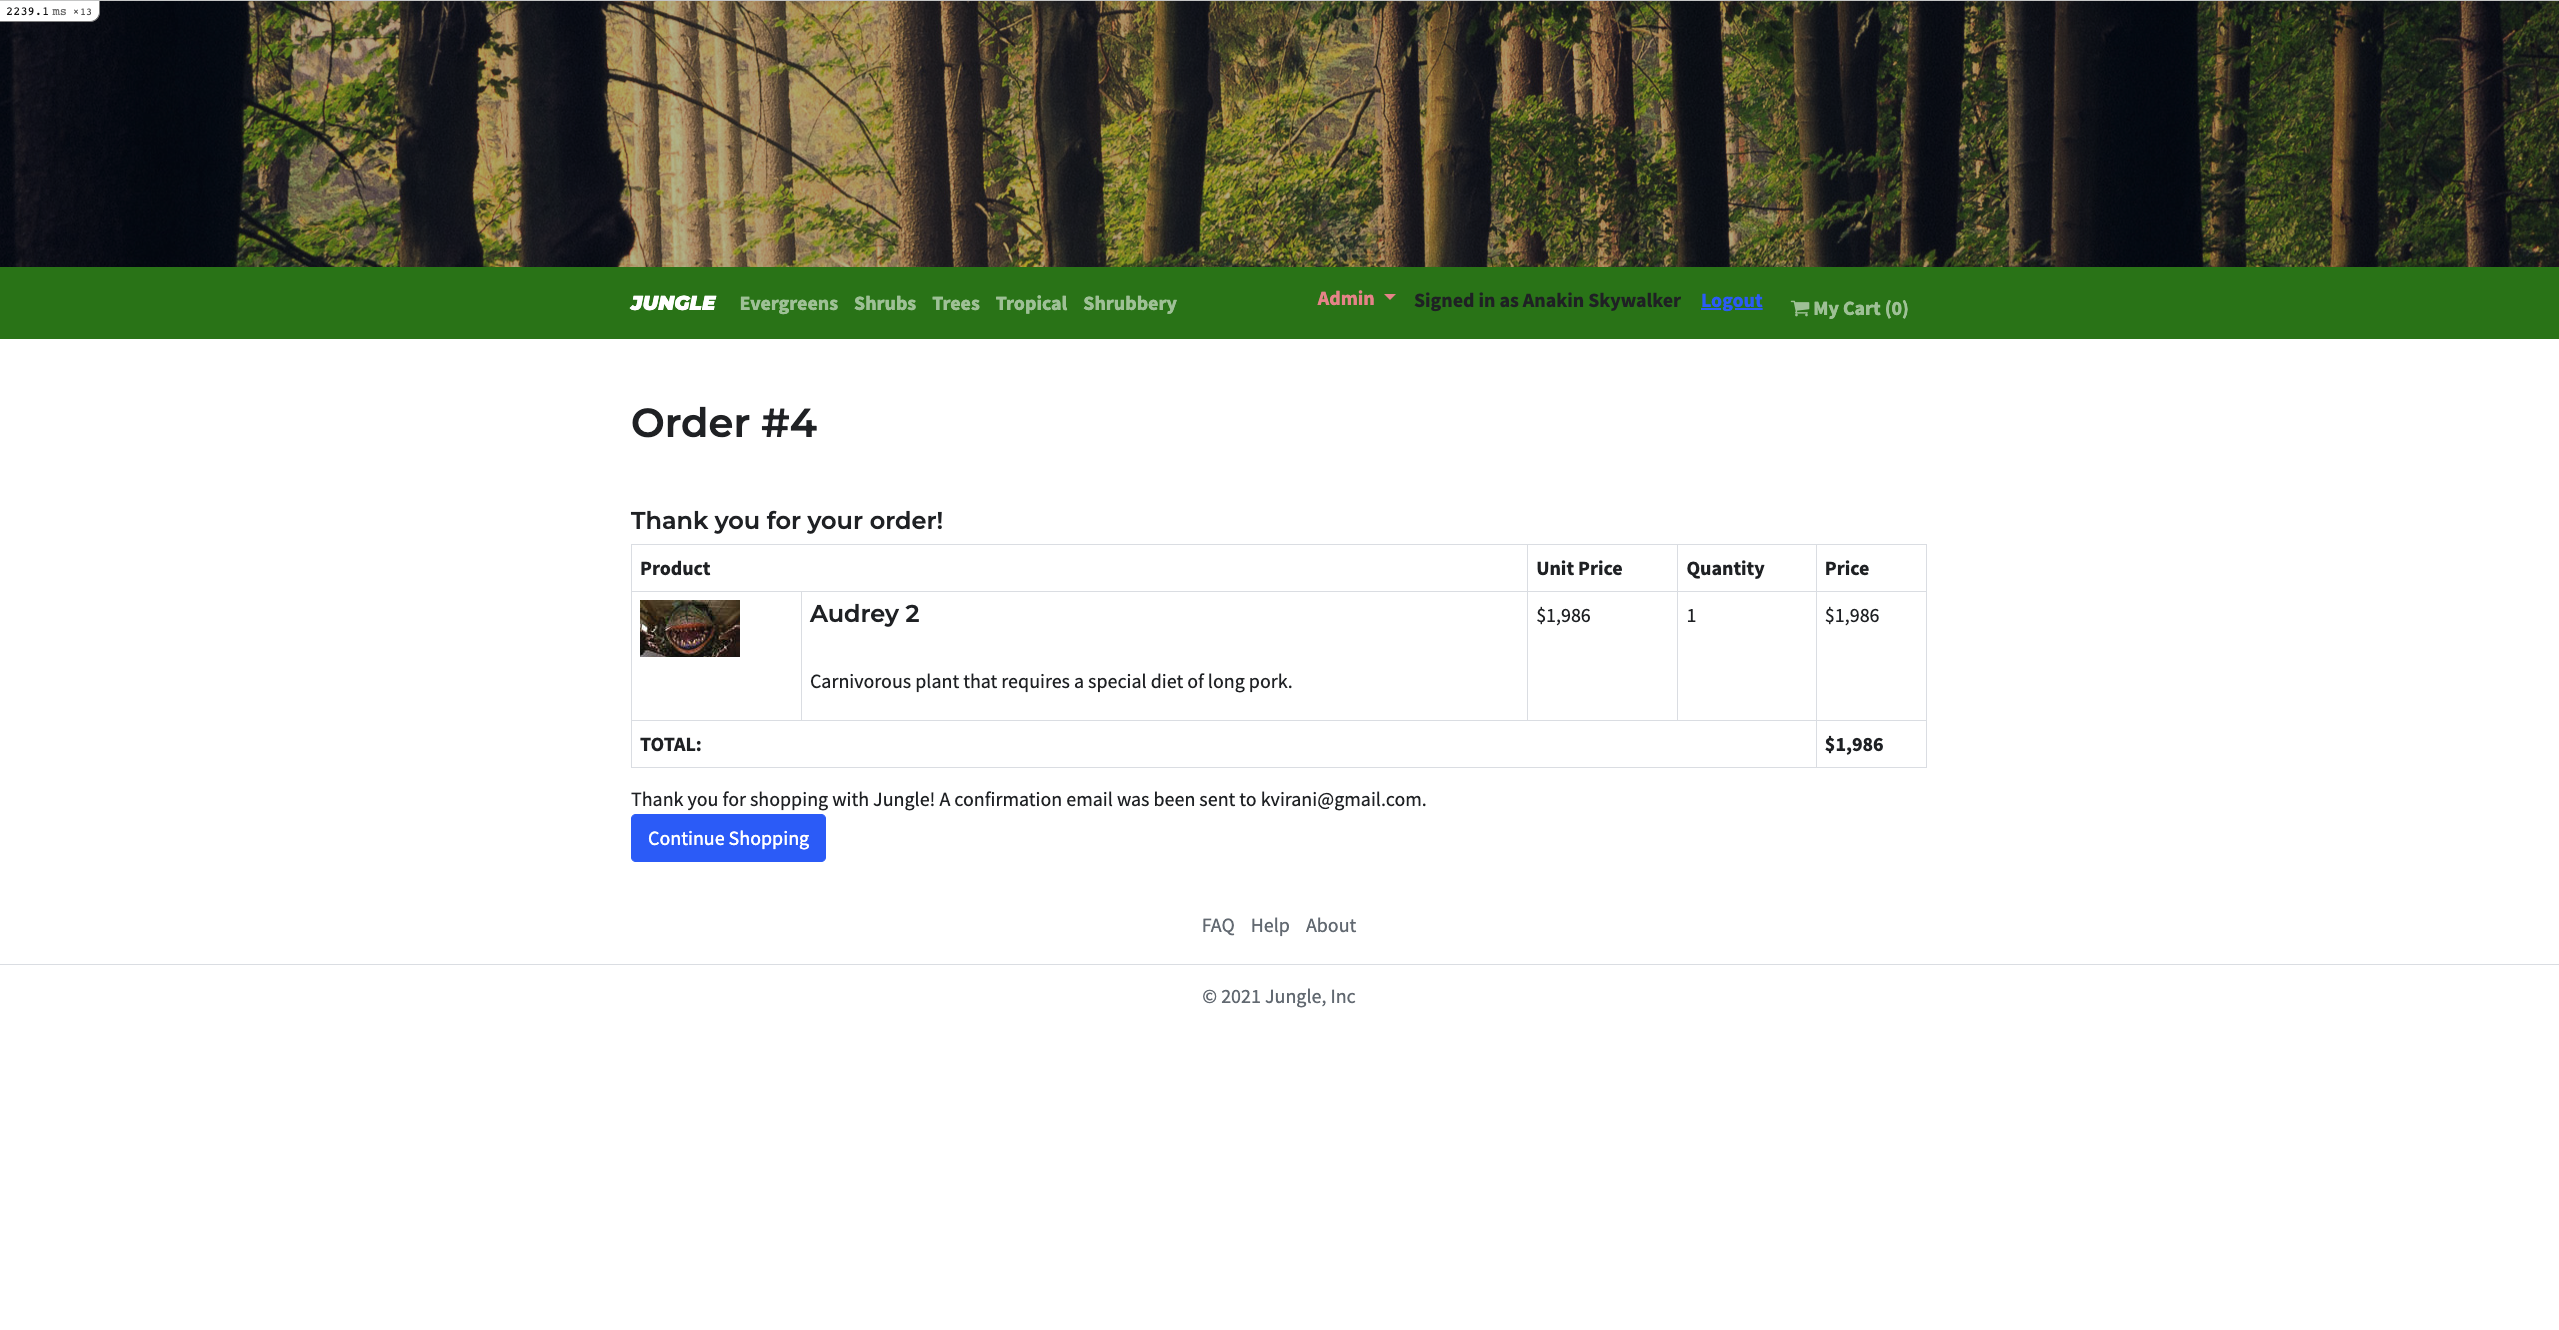 2239.1 ms ×13
JUNGLE Evergreens Shrubs Trees Tropical Shrubbery Admin Signed in as Anakin Skywalker Logout My Cart (0)
Order #4
Thank you for your order!
Product Unit Price Quantity Price
Audrey 2 $1,986 1 $1,986
Carnivorous plant that requires a special diet of long pork.
TOTAL: $1,986
Thank you for shopping with Jungle! A confirmation email was been sent to kvirani@gmail.com.
Continue Shopping
FAQ Help About
© 2021 Jungle, Inc